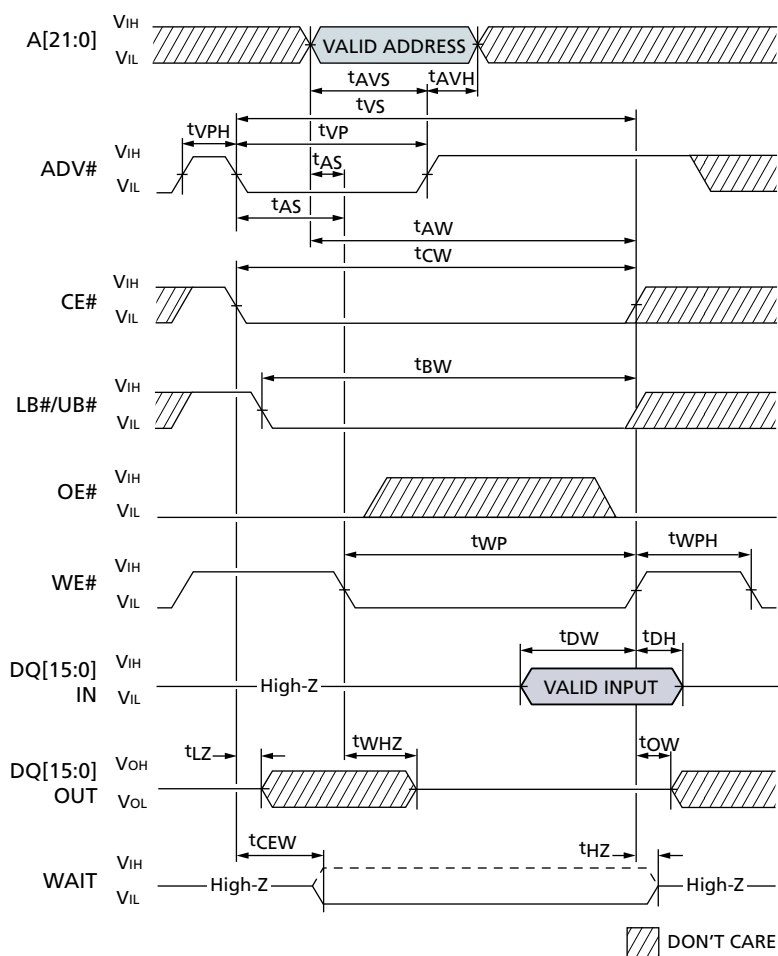 A[21:0] VIH VIL VALID ADDRESS
tAVS tAVH
tVS
tVPH tVP
ADV# VIH VIL tAS
tAS
tAW
tCW
CE# VIH VIL
tBW
LB#/UB# VIH VIL
OE# VIH VIL
tWP tWPH
WE# VIH VIL
tDW tDH
DQ[15:0] IN VIH VIL High-Z VALID INPUT
tLZ tWHZ tOW
DQ[15:0] OUT VOH VOL
tCEW tHZ
WAIT VIH VIL High-Z High-Z
DON'T CARE